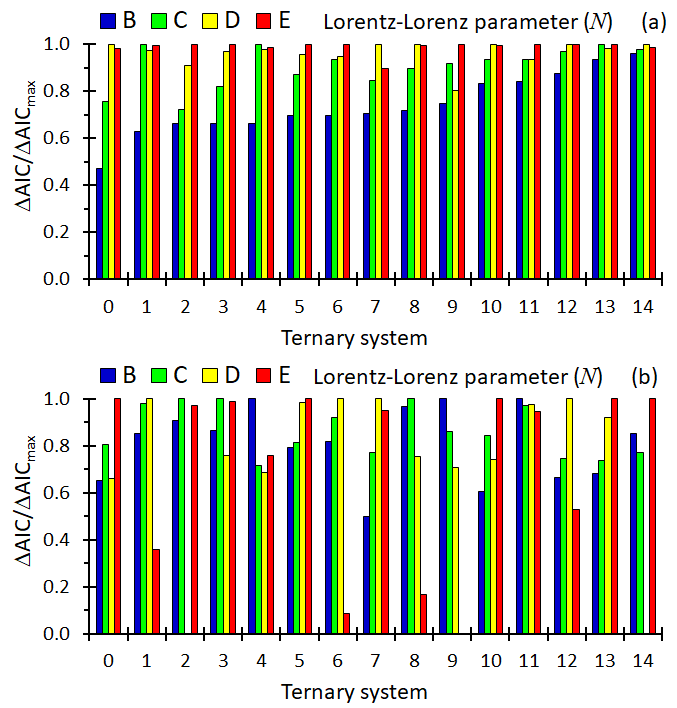 B C D E Lorentz-Lorenz parameter (N) (a)
1.0
0.8
0.6
0.4
0.2
0.0
ΔAIC/ΔAICmax
0 1 2 3 4 5 6 7 8 9 10 11 12 13 14
Ternary system
B C D E Lorentz-Lorenz parameter (N) (b)
1.0
0.8
0.6
0.4
0.2
0.0
ΔAIC/ΔAICmax
0 1 2 3 4 5 6 7 8 9 10 11 12 13 14
Ternary system